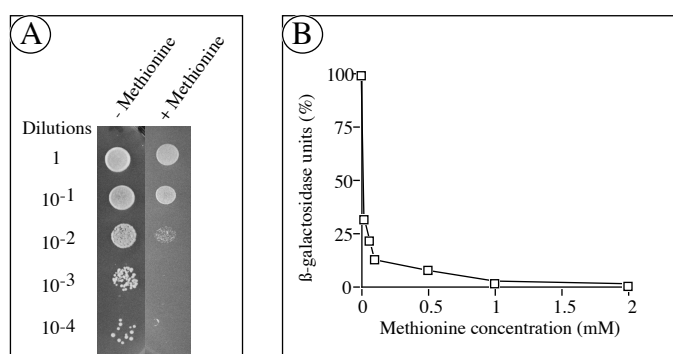 A
- Methionine
+ Methionine
Dilutions
1
10-1
10-2
10-3
10-4
B
ß-galactosidase units (%)
100
75
50
25
0
0
0.5
1
1.5
2
Methionine concentration (mM)